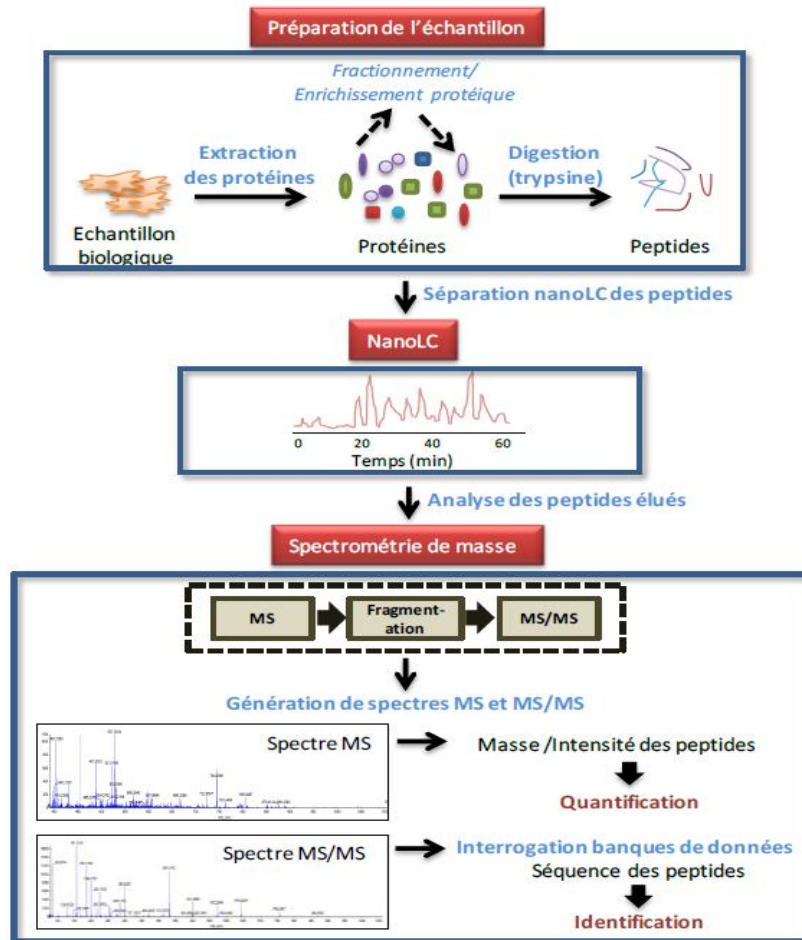 Préparation de l'échantillon
Fractionnement/
Enrichissement protéique
Extraction
des protéines
Digestion
(trypsine)
Echantillon
biologique
Protéines
Peptides
Séparation nanoLC des peptides
NanoLC
0 20 40 60
Temps (min)
Analyse des peptides élués
Spectrométrie de masse
MS
Fragment-
ation
MS/MS
Génération de spectres MS et MS/MS
Spectre MS
Masse /Intensité des peptides
Quantification
Spectre MS/MS
Interrogation banques de données
Séquence des peptides
Identification